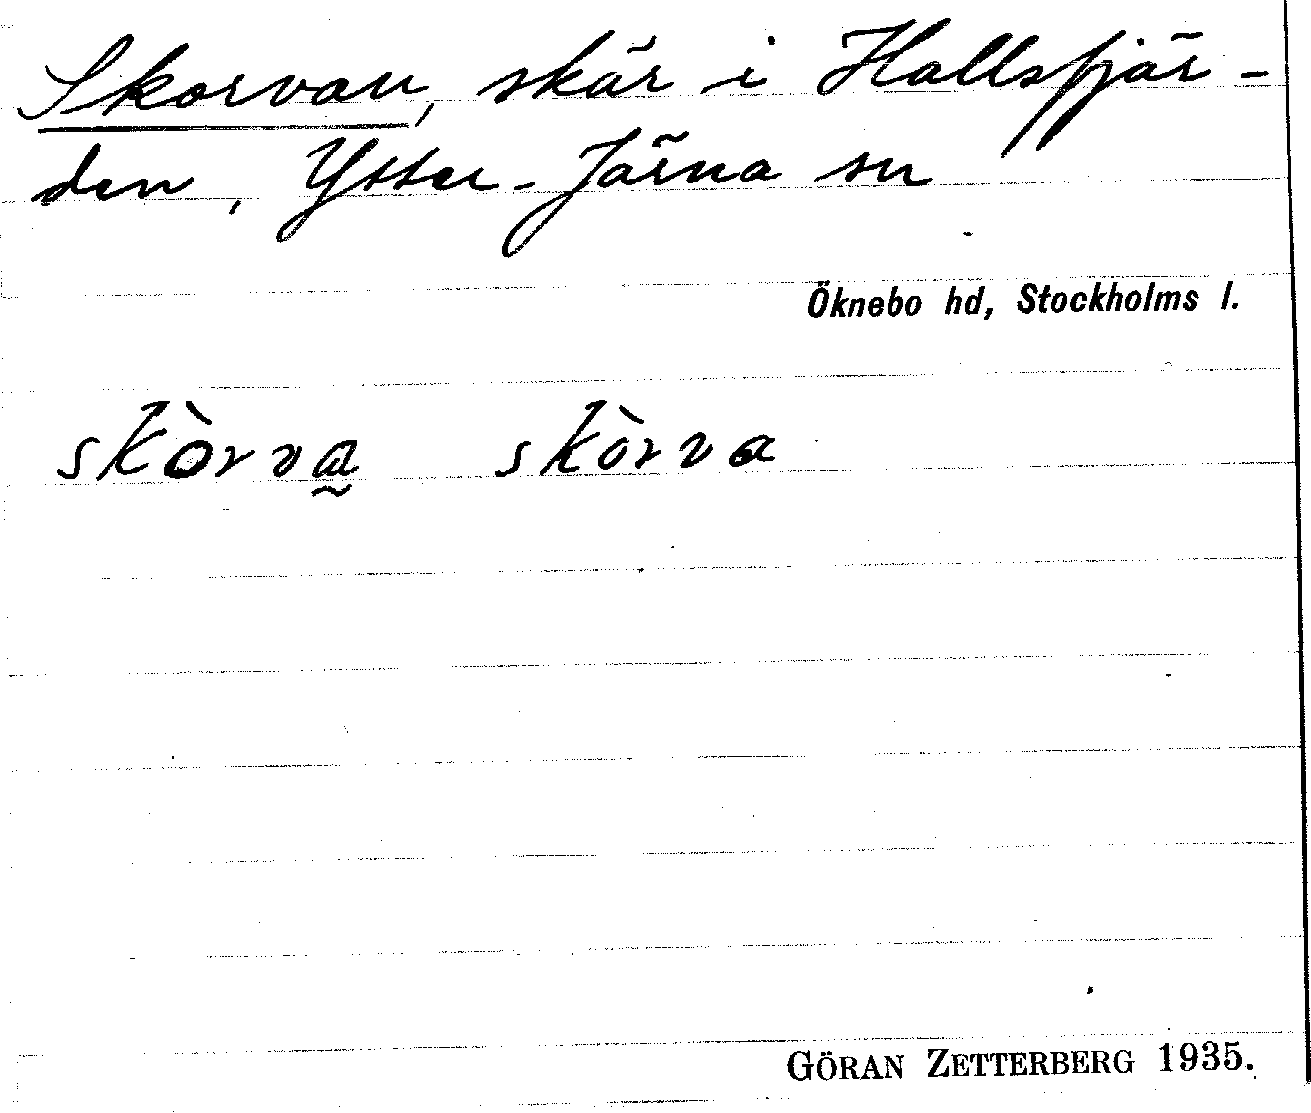 Skorvan, skär i Hallsfjär-
den, Ytter-Järna sn
Öknebo hd, Stockholms l.
skòrva̰ skòrva
GÖRAN ZETTERBERG 1935.